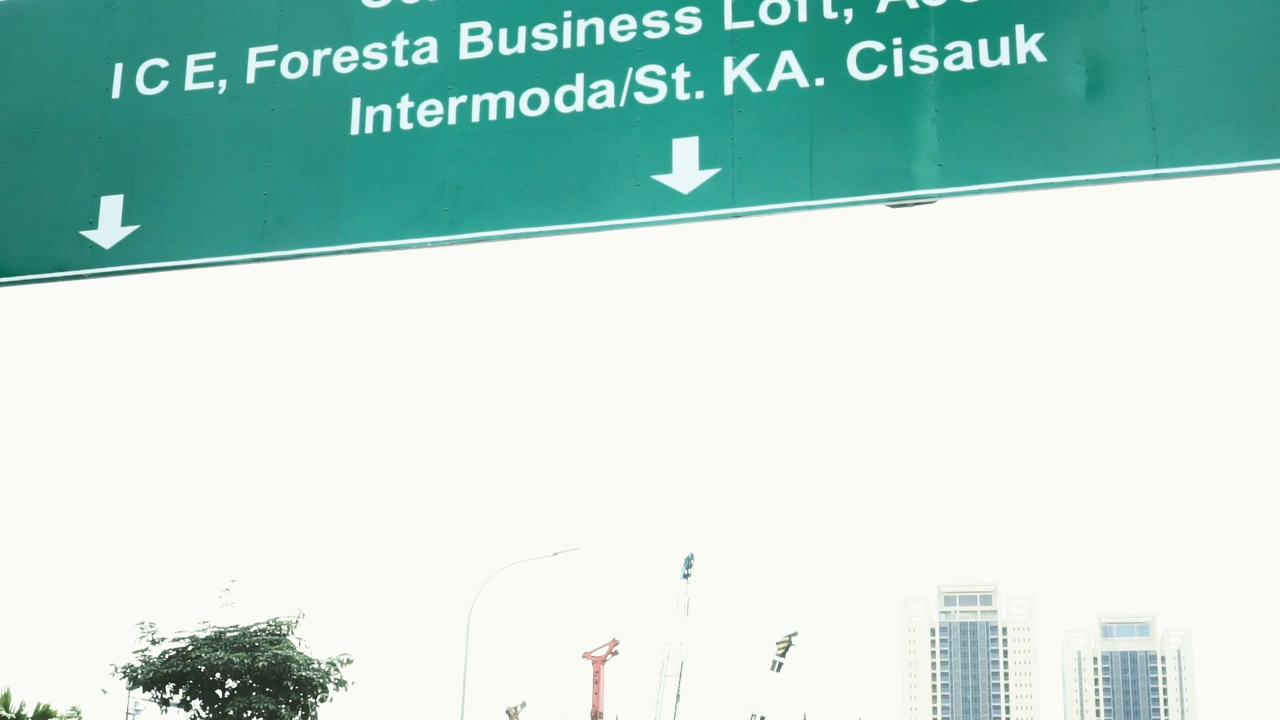 I C E, Foresta Business Loft,
Intermoda/St. KA. Cisauk